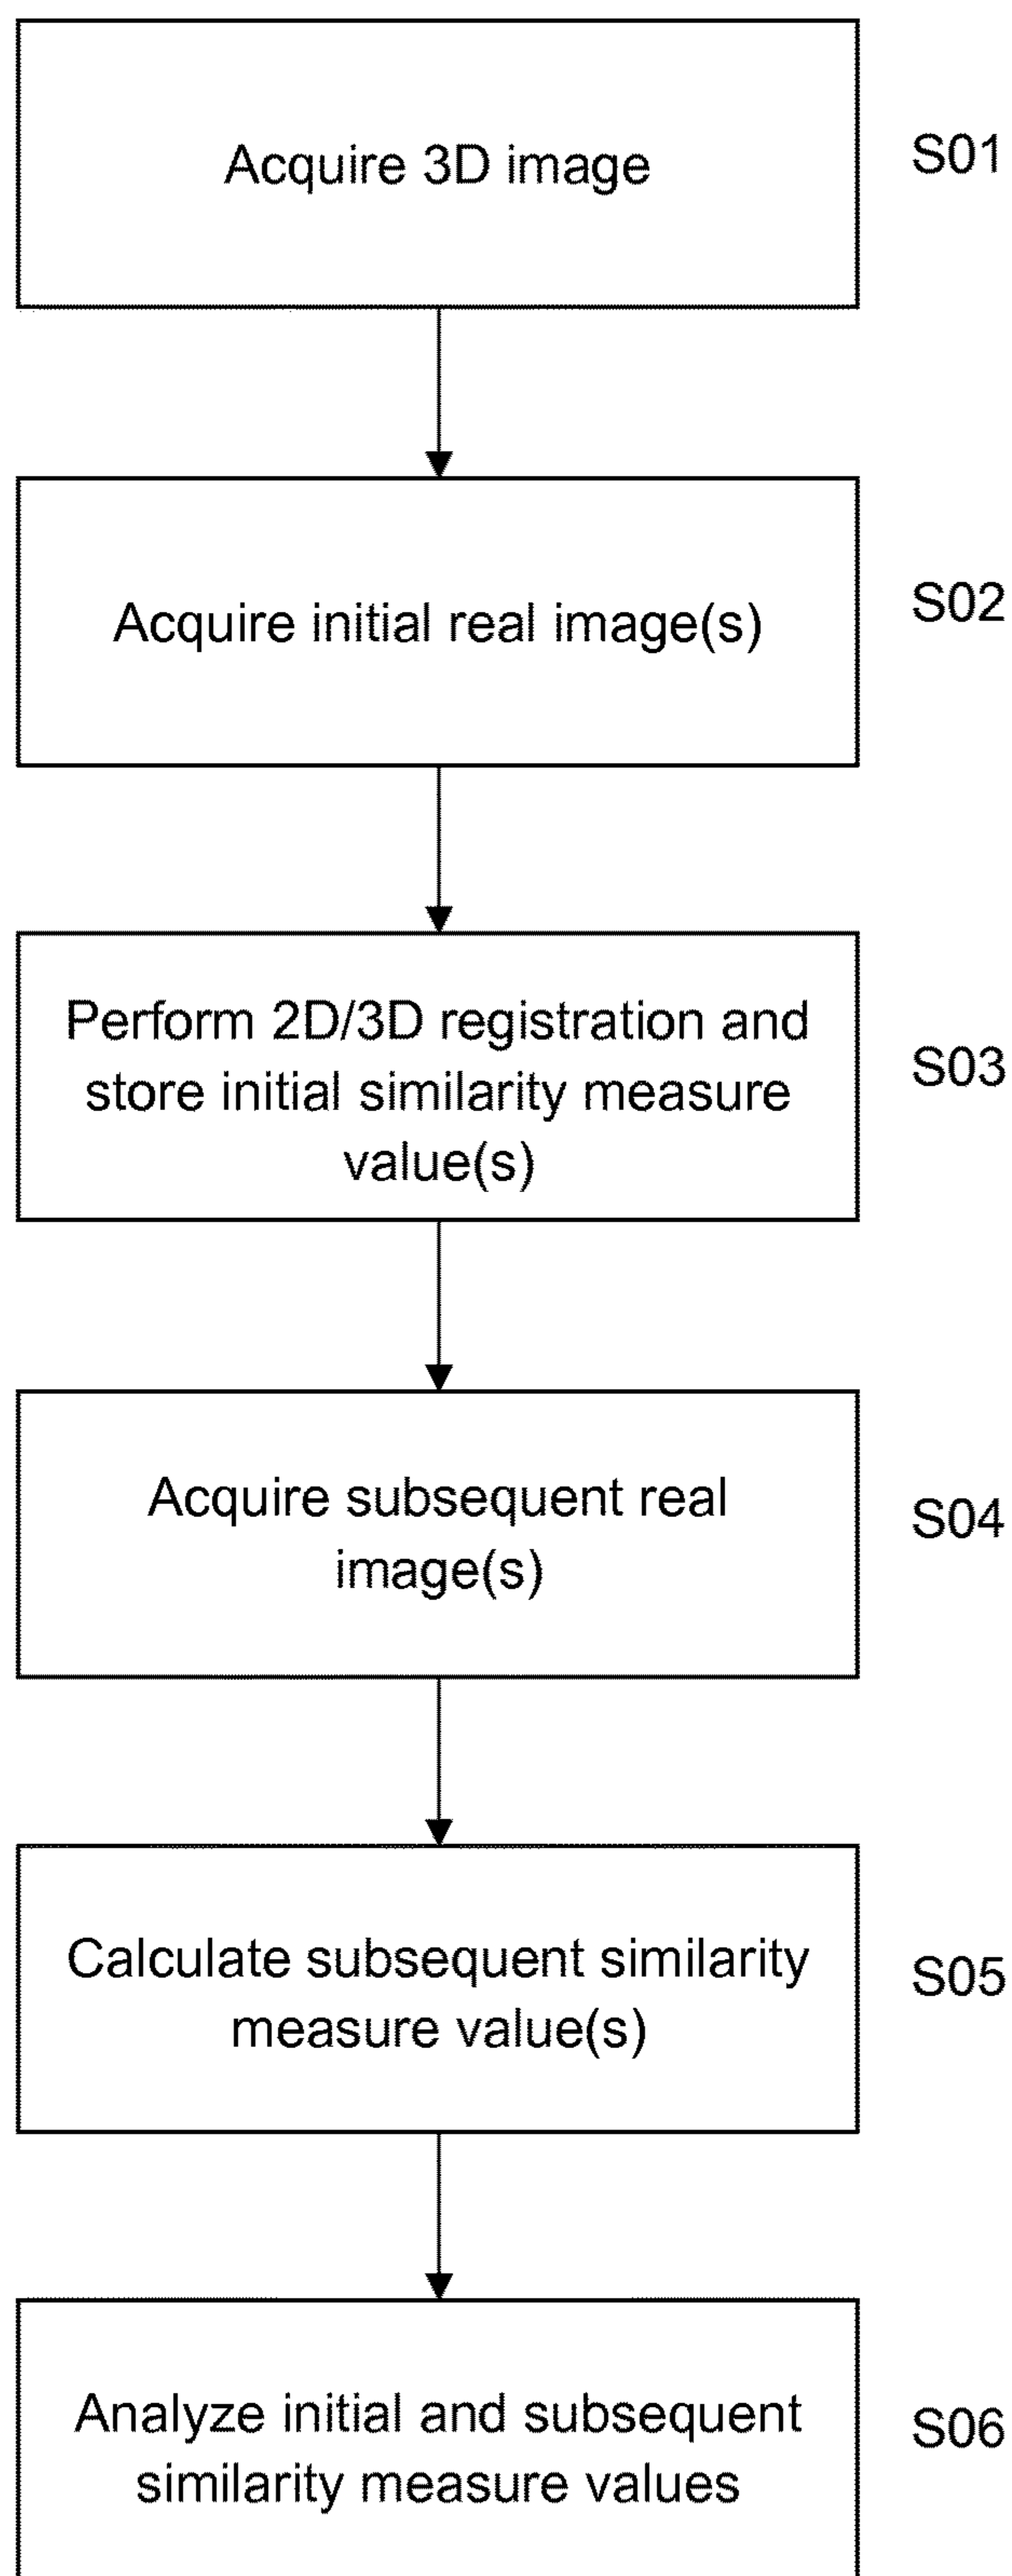 Acquire 3D image
S01
Acquire initial real image(s)
S02
Perform 2D/3D registration and
store initial similarity measure
value(s)
S03
Acquire subsequent real
image(s)
S04
Calculate subsequent similarity
measure value(s)
S05
Analyze initial and subsequent
similarity measure values
S06